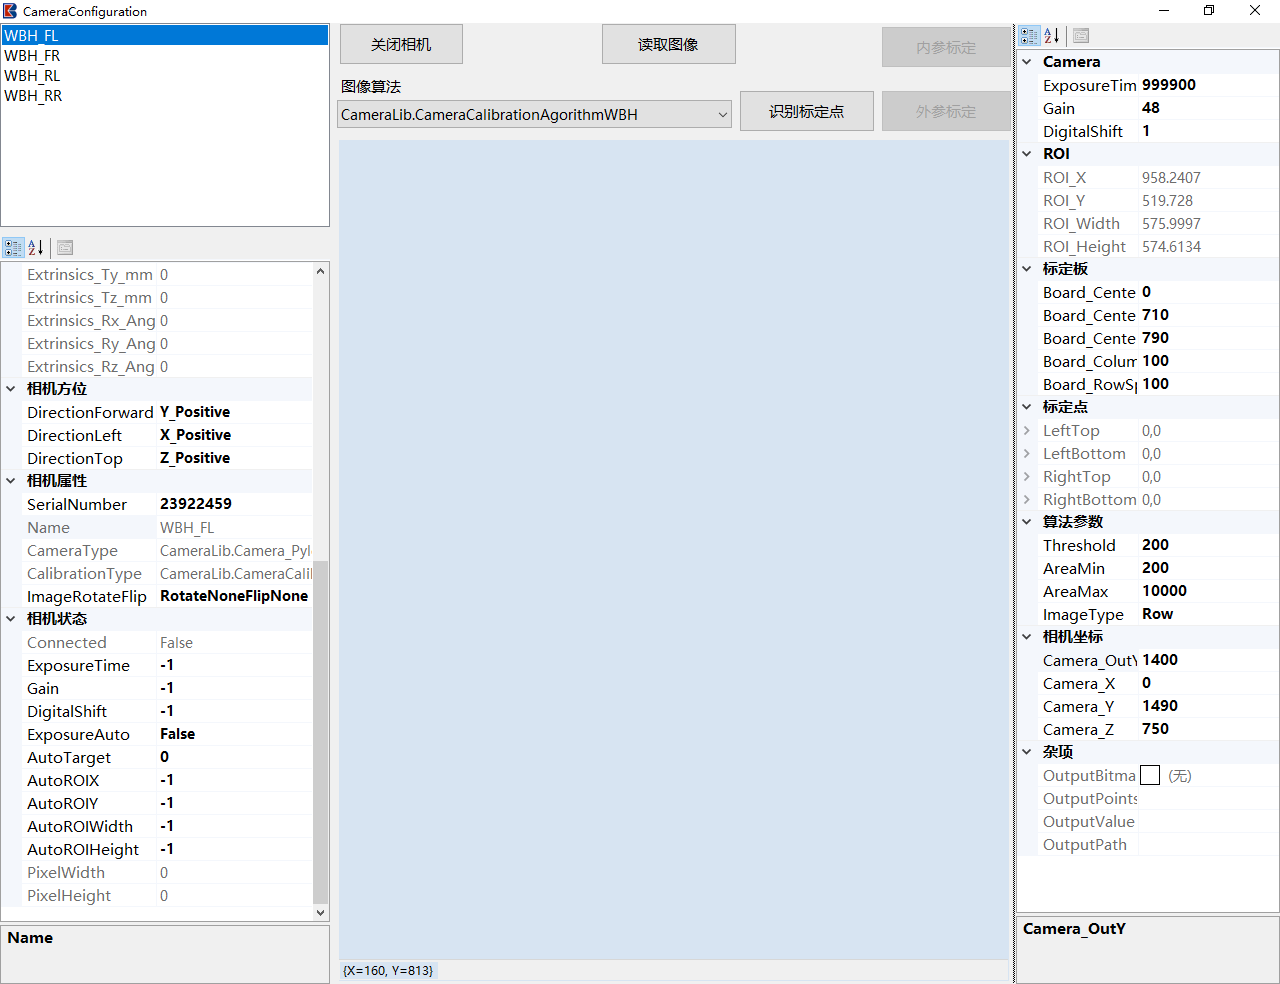 CameraConfiguration
WBH_FL
WBH_FR
WBH_RL
WBH_RR
Extrinsics_Ty_mm 0
Extrinsics_Tz_mm 0
Extrinsics_Rx_Ang 0
Extrinsics_Ry_Ang 0
Extrinsics_Rz_Ang 0
相机方位
DirectionForward Y_Positive
DirectionLeft X_Positive
DirectionTop Z_Positive
相机属性
SerialNumber 23922459
Name WBH_FL
CameraType CameraLib.Camera_Pyl
CalibrationType CameraLib.CameraCali
ImageRotateFlip RotateNoneFlipNone
相机状态
Connected False
ExposureTime -1
Gain -1
DigitalShift -1
ExposureAuto False
AutoTarget 0
AutoROIX -1
AutoROIY -1
AutoROIWidth -1
AutoROIHeight -1
PixelWidth 0
PixelHeight 0
Name
关闭相机
读取图像
内参标定
图像算法
CameraLib.CameraCalibrationAgorithmWBH
识别标定点
外参标定
{X=160, Y=813}
Camera
ExposureTim 999900
Gain 48
DigitalShift 1
ROI
ROI_X 958.2407
ROI_Y 519.728
ROI_Width 575.9997
ROI_Height 574.6134
标定板
Board_Cente 0
Board_Cente 710
Board_Cente 790
Board_Colum 100
Board_RowSp 100
标定点
LeftTop 0,0
LeftBottom 0,0
RightTop 0,0
RightBottom 0,0
算法参数
Threshold 200
AreaMin 200
AreaMax 10000
ImageType Row
相机坐标
Camera_OutY 1400
Camera_X 0
Camera_Y 1490
Camera_Z 750
杂项
OutputBitma (无)
OutputPoints
OutputValue
OutputPath
Camera_OutY